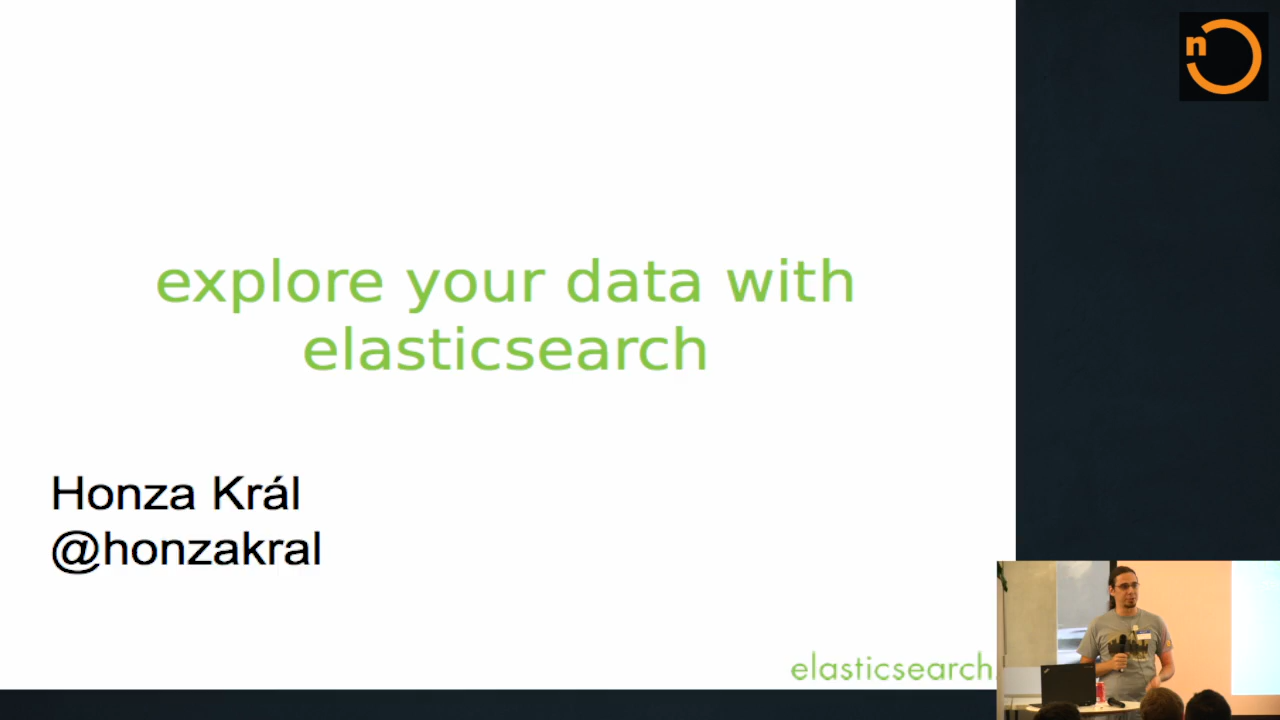 n
explore your data with
elasticsearch
Honza Král
@honzakral
elasticsearch.